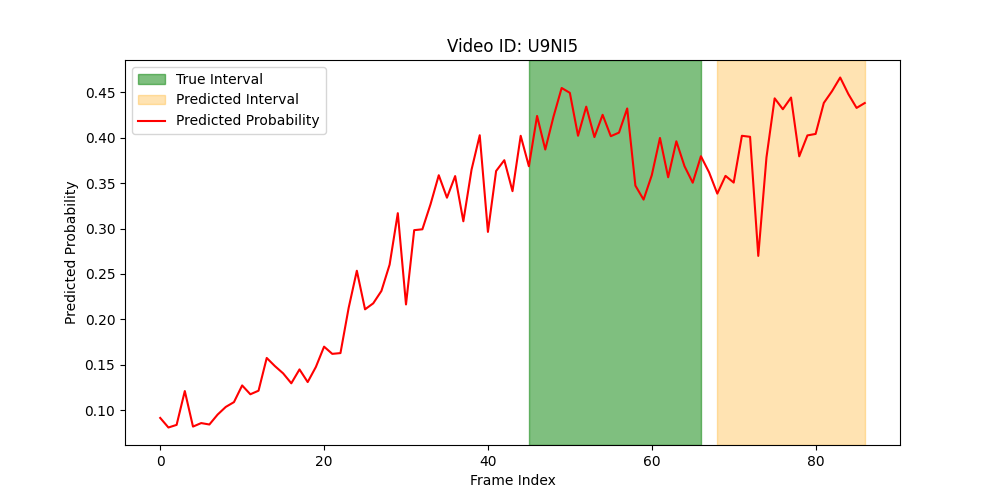 Video ID: U9NI5
True Interval
Predicted Interval
Predicted Probability
Predicted Probability
0.45
0.40
0.35
0.30
0.25
0.20
0.15
0.10
0 20 40 60 80
Frame Index